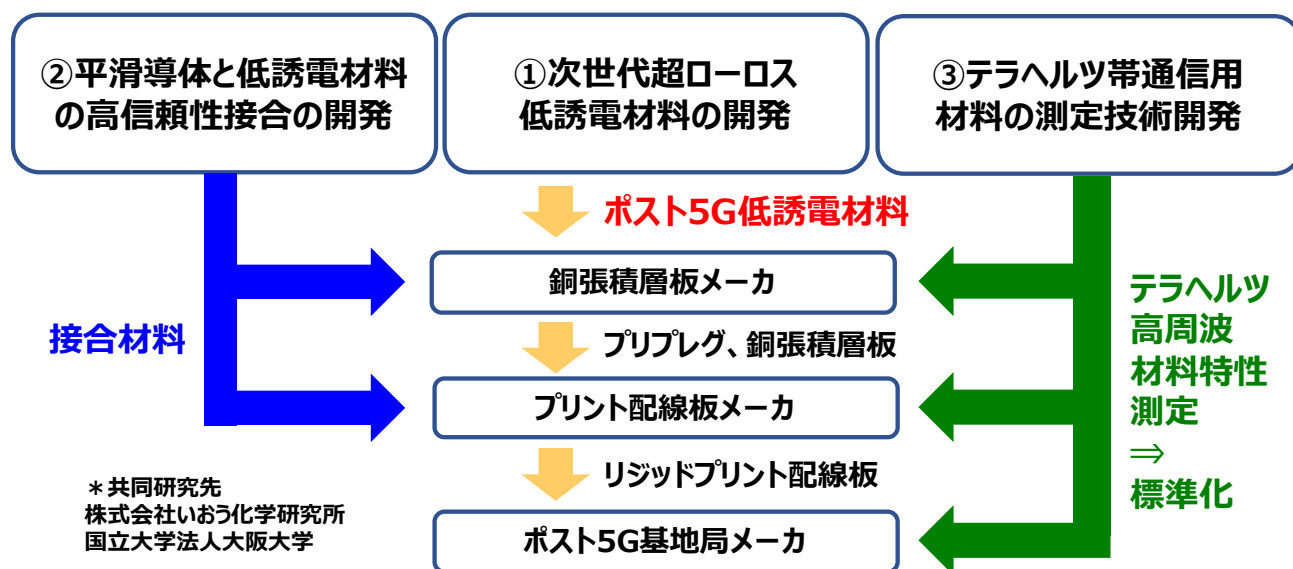 ②平滑導体と低誘電材料
の高信頼性接合の開発
①次世代超ローロス
低誘電材料の開発
③テラヘルツ帯通信用
材料の測定技術開発
ポスト5G低誘電材料
銅張積層板メーカ
接合材料
プリプレグ、銅張積層板
プリント配線板メーカ
テラヘルツ
高周波
材料特性
測定
⇒
標準化
リジッドプリント配線板
ポスト5G基地局メーカ
＊共同研究先
株式会社いおう化学研究所
国立大学法人大阪大学